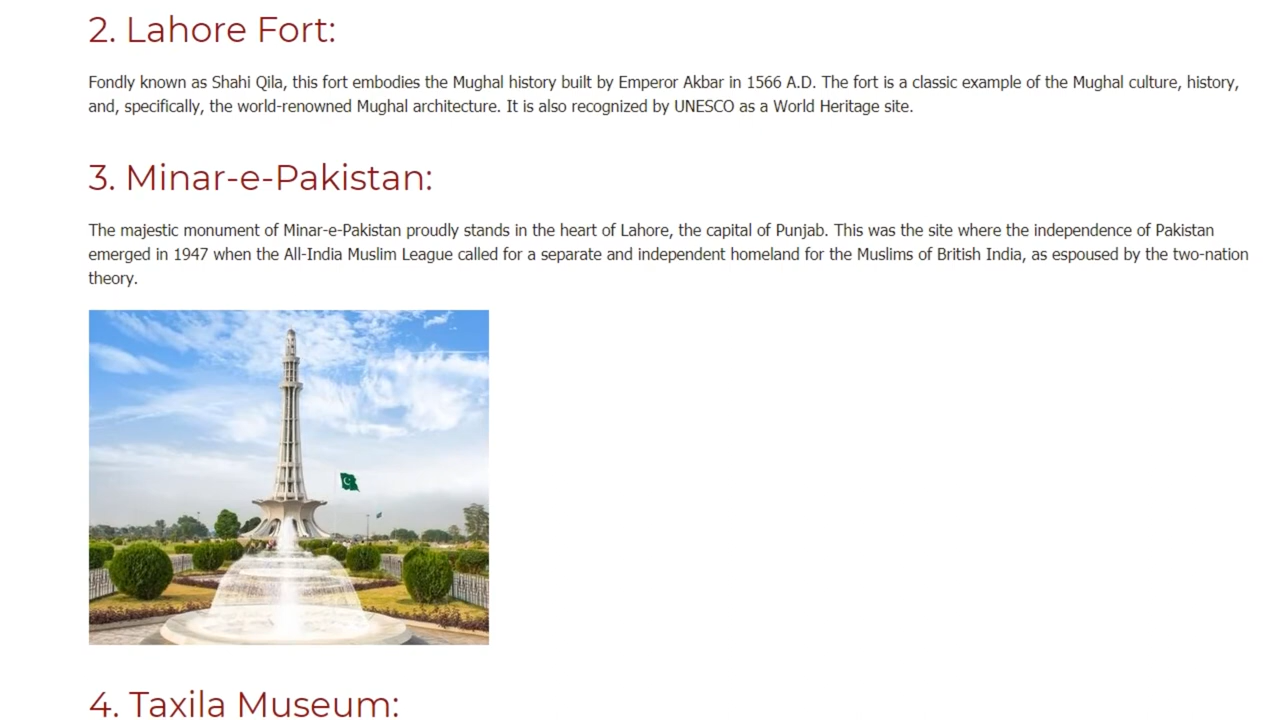 2. Lahore Fort:
Fondly known as Shahi Qila, this fort embodies the Mughal history built by Emperor Akbar in 1566 A.D. The fort is a classic example of the Mughal culture, history,
and, specifically, the world-renowned Mughal architecture. It is also recognized by UNESCO as a World Heritage site.
3. Minar-e-Pakistan:
The majestic monument of Minar-e-Pakistan proudly stands in the heart of Lahore, the capital of Punjab. This was the site where the independence of Pakistan
emerged in 1947 when the All-India Muslim League called for a separate and independent homeland for the Muslims of British India, as espoused by the two-nation
theory.
4. Taxila Museum: